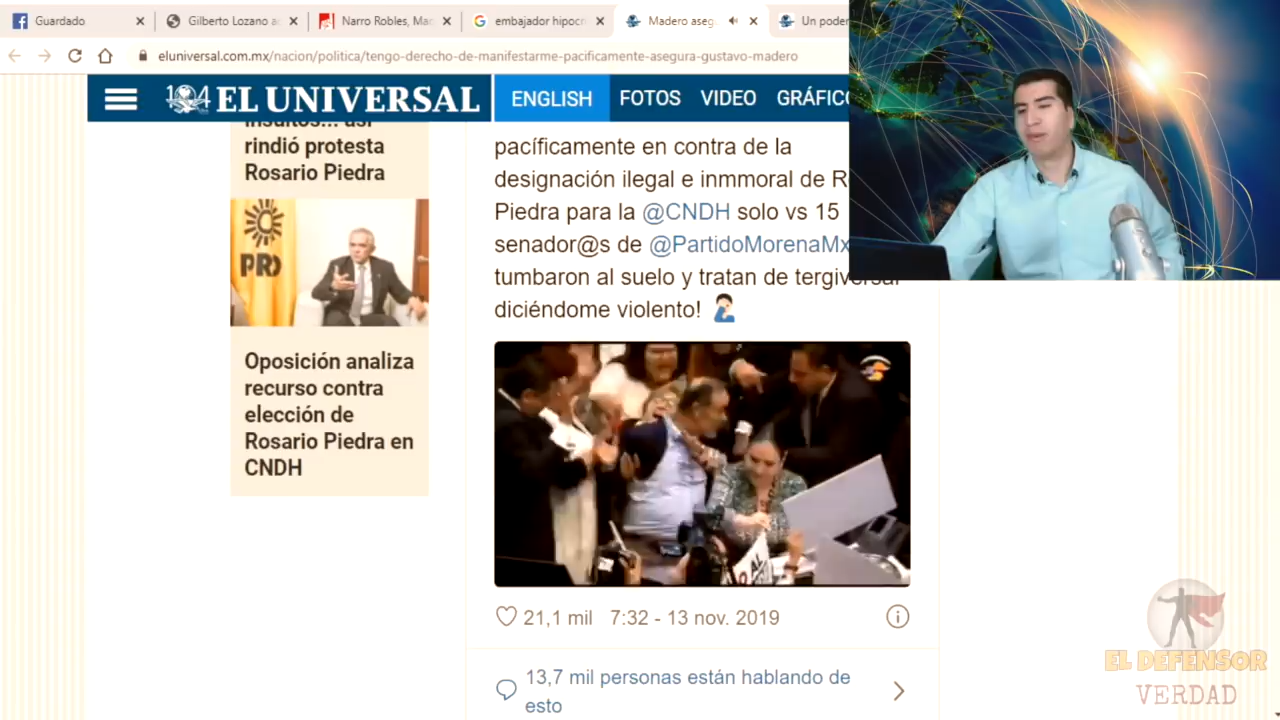 Guardado
Gilberto Lozano a
Narro Robles, Mar
embajador hipocr
Madero aseg
Un poder
eluniversal.com.mx/nacion/politica/tengo-derecho-de-manifestarme-pacificamente-asegura-gustavo-madero
EL UNIVERSAL
ENGLISH
FOTOS
VIDEO
GRÁFICO
insultos... así
rindió protesta
Rosario Piedra
PRD
Oposición analiza
recurso contra
elección de
Rosario Piedra en
CNDH
pacíficamente en contra de la
designación ilegal e inmmoral de R
Piedra para la @CNDH solo vs 15
senador@s de @PartidoMorenaMx
tumbaron al suelo y tratan de tergiversar
diciéndome violento!
21,1 mil 7:32 - 13 nov. 2019
13,7 mil personas están hablando de
esto
EL DEFENSOR
VERDAD